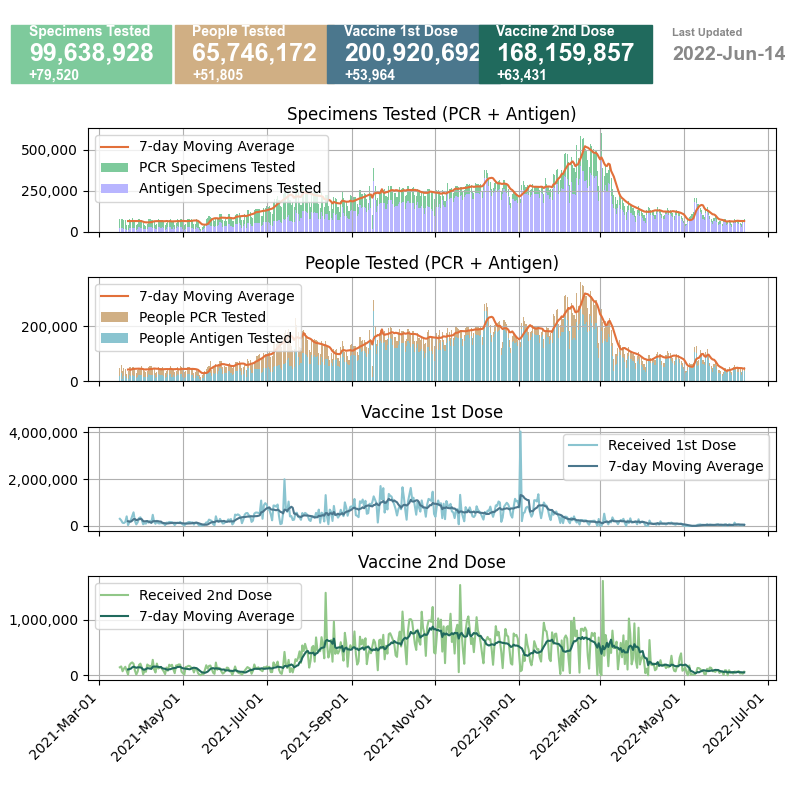 Specimens Tested
99,638,928
+79,520
People Tested
65,746,172
+51,805
Vaccine 1st Dose
200,920,692
+53,964
Vaccine 2nd Dose
168,159,857
+63,431
Last Updated
2022-Jun-14
Specimens Tested (PCR + Antigen)
7-day Moving Average
PCR Specimens Tested
Antigen Specimens Tested
500,000
250,000
0
People Tested (PCR + Antigen)
7-day Moving Average
People PCR Tested
People Antigen Tested
200,000
0
Vaccine 1st Dose
Received 1st Dose
7-day Moving Average
4,000,000
2,000,000
0
Vaccine 2nd Dose
Received 2nd Dose
7-day Moving Average
1,000,000
0
2021-Mar-01
2021-May-01
2021-Jul-01
2021-Sep-01
2021-Nov-01
2022-Jan-01
2022-Mar-01
2022-May-01
2022-Jul-01